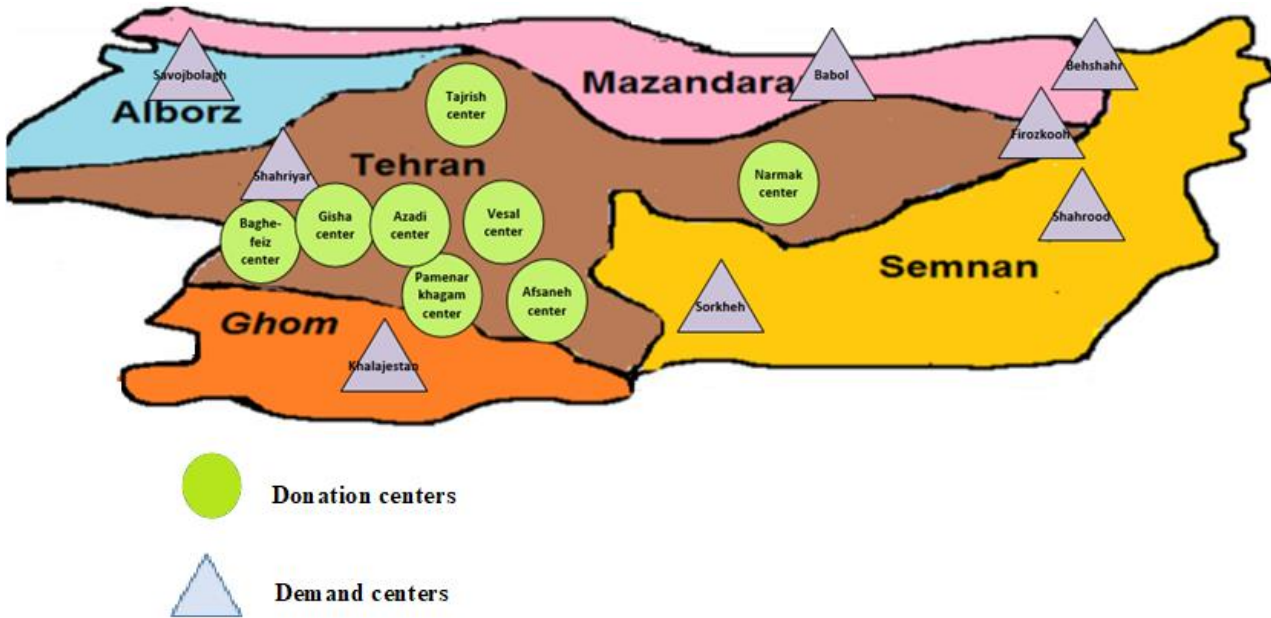 Savojbolagh
Alborz
Mazandara
Babol
Behshahr
Tajrish
center
Firozkooh
Shahriyar
Tehran
Narmak
center
Baghe-
feiz
center
Gisha
center
Azadi
center
Vesal
center
Shahrood
Semnan
Pamenar
khagam
center
Afsaneh
center
Sorkheh
Ghom
Khalajestan
Donation centers
Demand centers